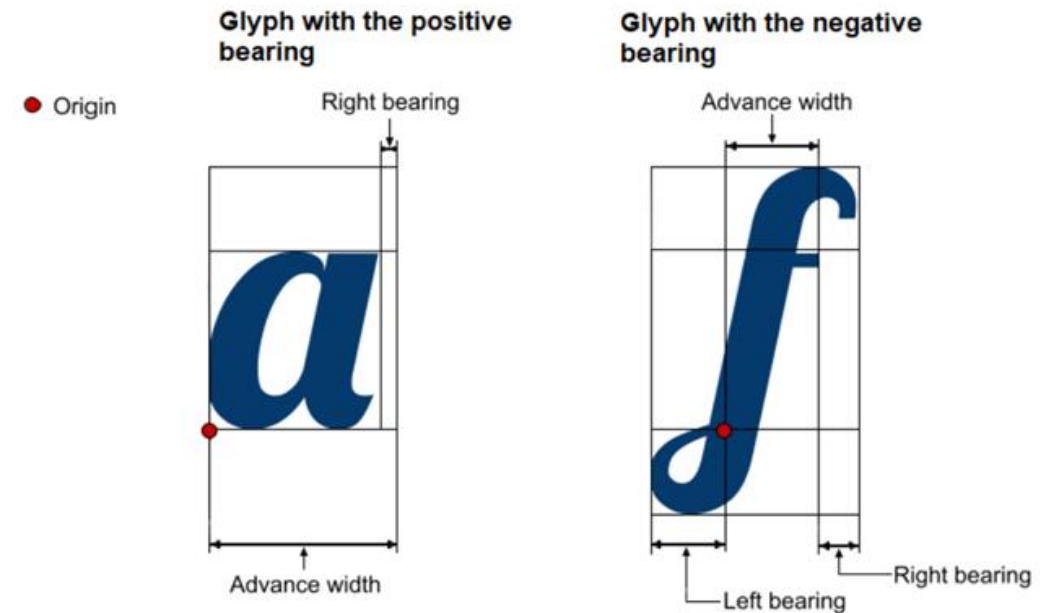 Glyph with the positive
bearing
Glyph with the negative
bearing
Origin
Right bearing
Advance width
a
f
Advance width
Right bearing
Left bearing